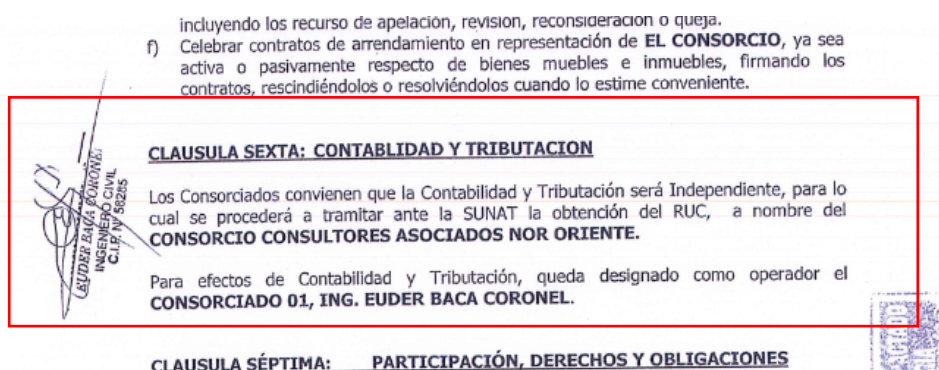 incluyendo los recurso de apelación, revisión, reconsideración o queja.
f) Celebrar contratos de arrendamiento en representación de EL CONSORCIO, ya sea
activa o pasivamente respecto de bienes muebles e inmuebles, firmando los
contratos, rescindiéndolos o resolviéndolos cuando lo estime conveniente.
CLAUSULA SEXTA: CONTABLIDAD Y TRIBUTACION
Los Consorciados convienen que la Contabilidad y Tributación será Independiente, para lo
cual se procederá a tramitar ante la SUNAT la obtención del RUC, a nombre del
CONSORCIO CONSULTORES ASOCIADOS NOR ORIENTE.
Para efectos de Contabilidad y Tributación, queda designado como operador el
CONSORCIADO 01, ING. EUDER BACA CORONEL.
EUDER BACA CORONEL
INGENIERO CIVIL
C.I.P. Nº 58285
CLAUSULA SÉPTIMA: PARTICIPACIÓN, DERECHOS Y OBLIGACIONES